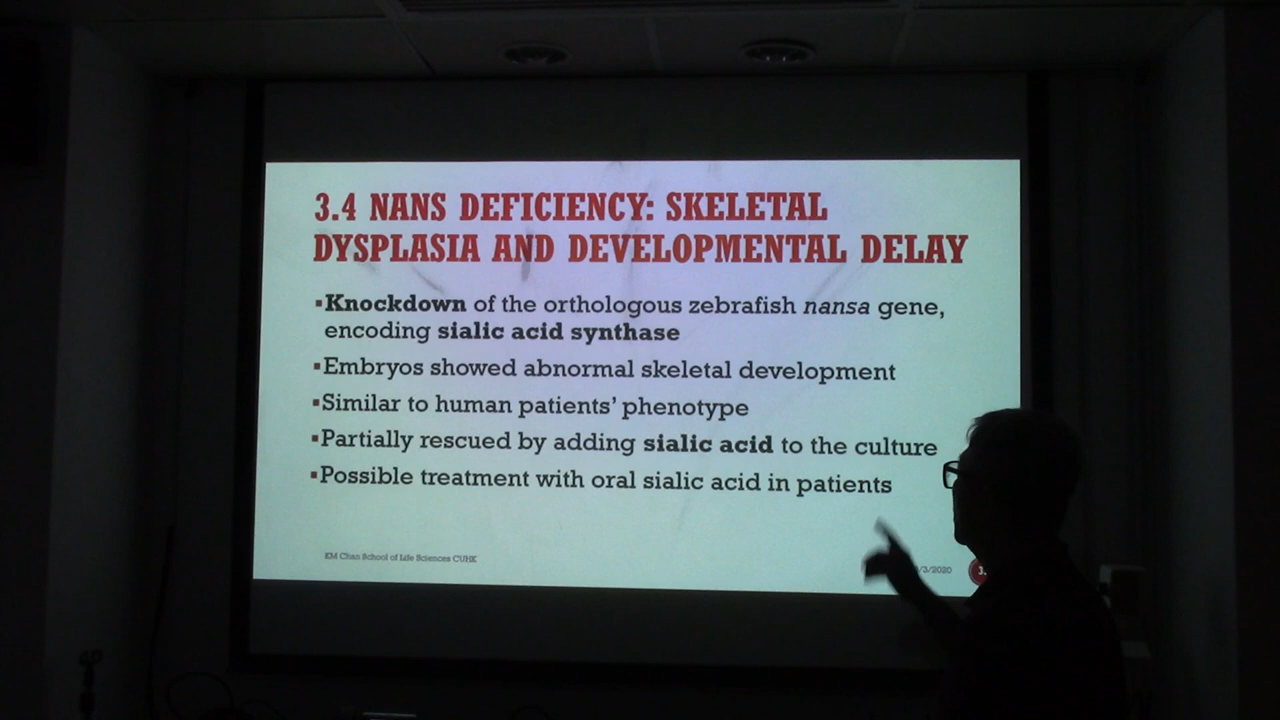 3.4 NANS DEFICIENCY: SKELETAL
DYSPLASIA AND DEVELOPMENTAL DELAY
▪Knockdown of the orthologous zebrafish nansa gene,
encoding sialic acid synthase
▪Embryos showed abnormal skeletal development
▪Similar to human patients' phenotype
▪Partially rescued by adding sialic acid to the culture
▪Possible treatment with oral sialic acid in patients
KM Chan School of Life Sciences CUHK
/3/2020